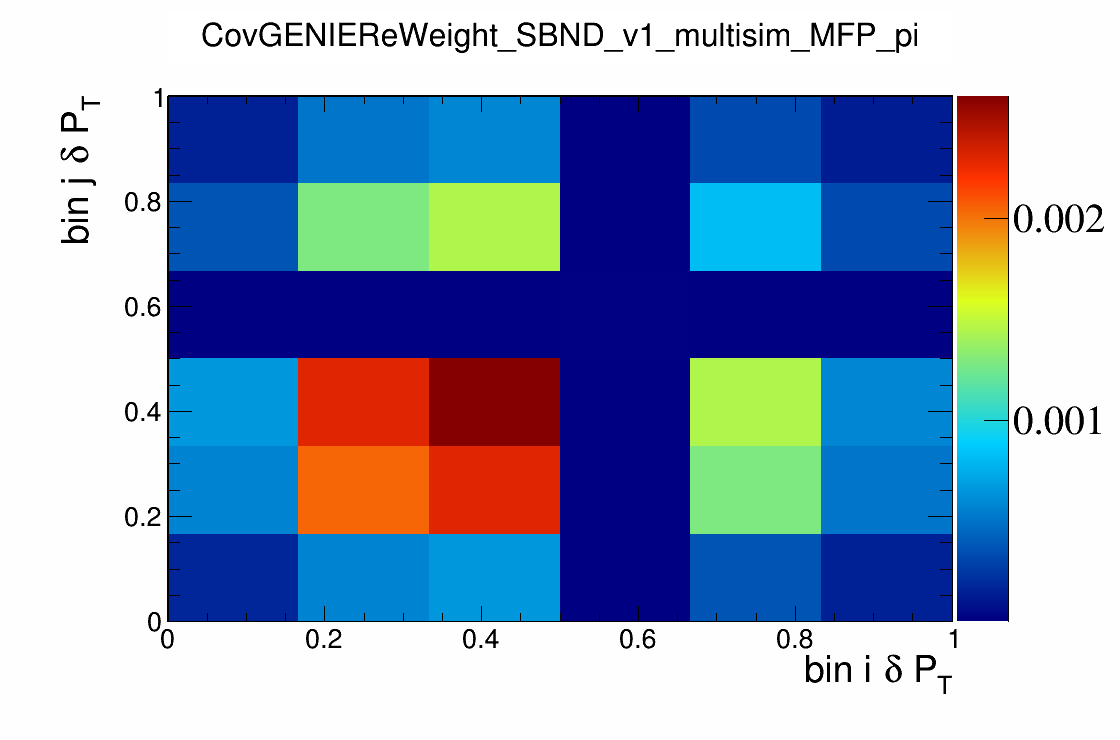 CovGENIEReWeight_SBND_v1_multisim_MFP_pi
bin j δ P_T
1
0.8
0.6
0.4
0.2
0
0 0.2 0.4 0.6 0.8 1
bin i δ P_T
0.002
0.001